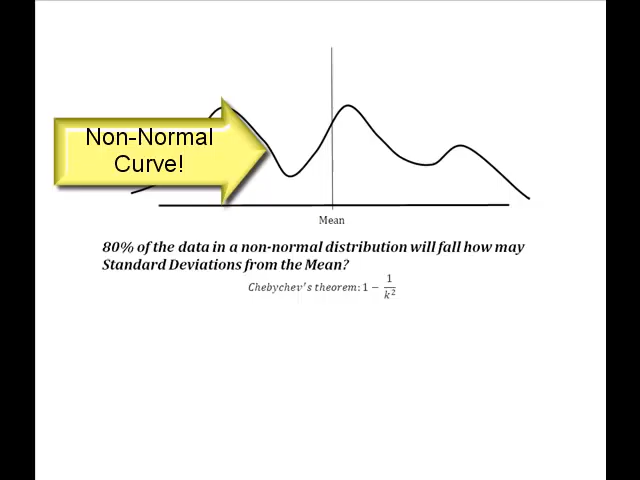 Non-Normal
Curve!
Mean
80% of the data in a non-normal distribution will fall how may
Standard Deviations from the Mean?
Chebychev's theorem: 1 − 1/k²